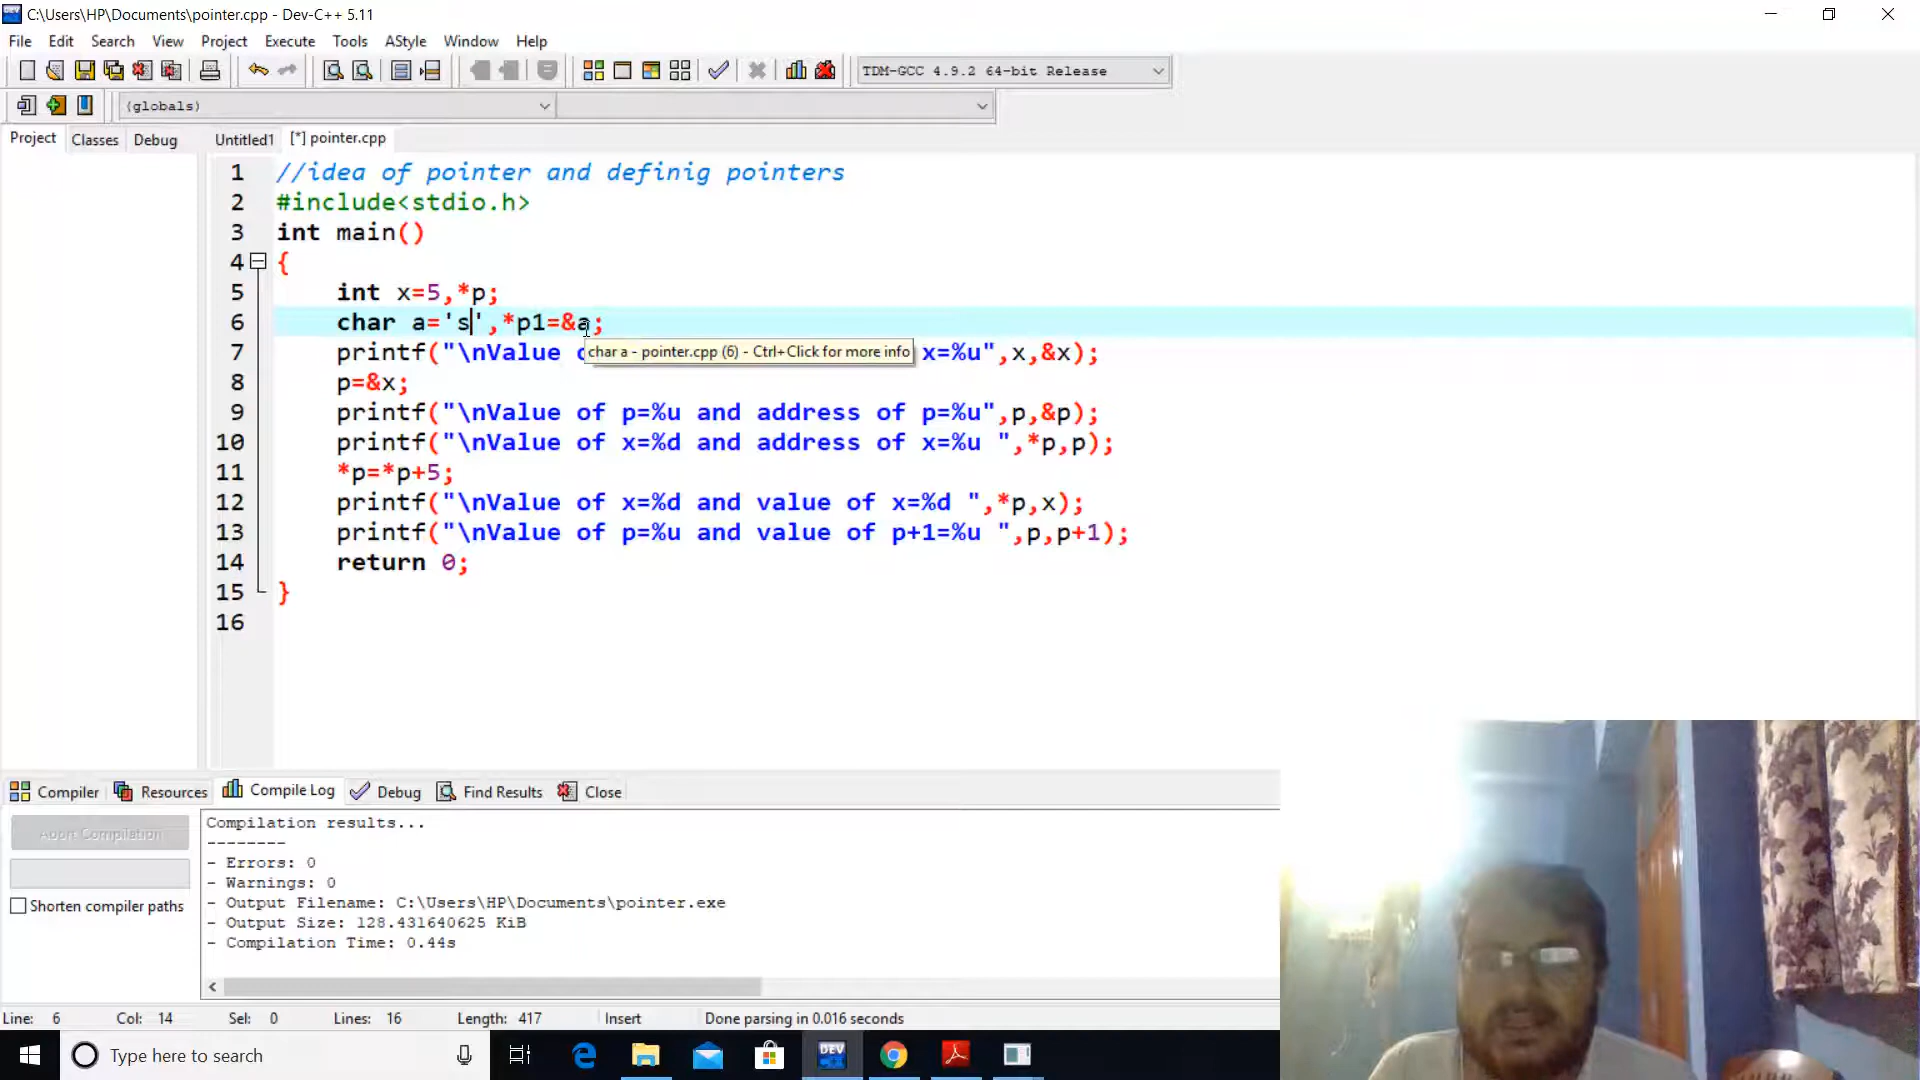 C:\Users\HP\Documents\pointer.cpp - Dev-C++ 5.11
File Edit Search View Project Execute Tools AStyle Window Help
TDM-GCC 4.9.2 64-bit Release
(globals)
Project Classes Debug Untitled1 [*] pointer.cpp
1 //idea of pointer and definig pointers
2 #include<stdio.h>
3 int main()
4 {
5 int x=5,*p;
6 char a='s',*p1=&a;
7 printf("\nValue x=%u",x,&x);
char a - pointer.cpp (6) - Ctrl+Click for more info
8 p=&x;
9 printf("\nValue of p=%u and address of p=%u",p,&p);
10 printf("\nValue of x=%d and address of x=%u ",*p,p);
11 *p=*p+5;
12 printf("\nValue of x=%d and value of x=%d ",*p,x);
13 printf("\nValue of p=%u and value of p+1=%u ",p,p+1);
14 return 0;
15 }
16
Compiler Resources Compile Log Debug Find Results Close
Abort Compilation
Shorten compiler paths
Compilation results...
--------
- Errors: 0
- Warnings: 0
- Output Filename: C:\Users\HP\Documents\pointer.exe
- Output Size: 128.431640625 KiB
- Compilation Time: 0.44s
Line: 6 Col: 14 Sel: 0 Lines: 16 Length: 417 Insert Done parsing in 0.016 seconds
Type here to search
DEV